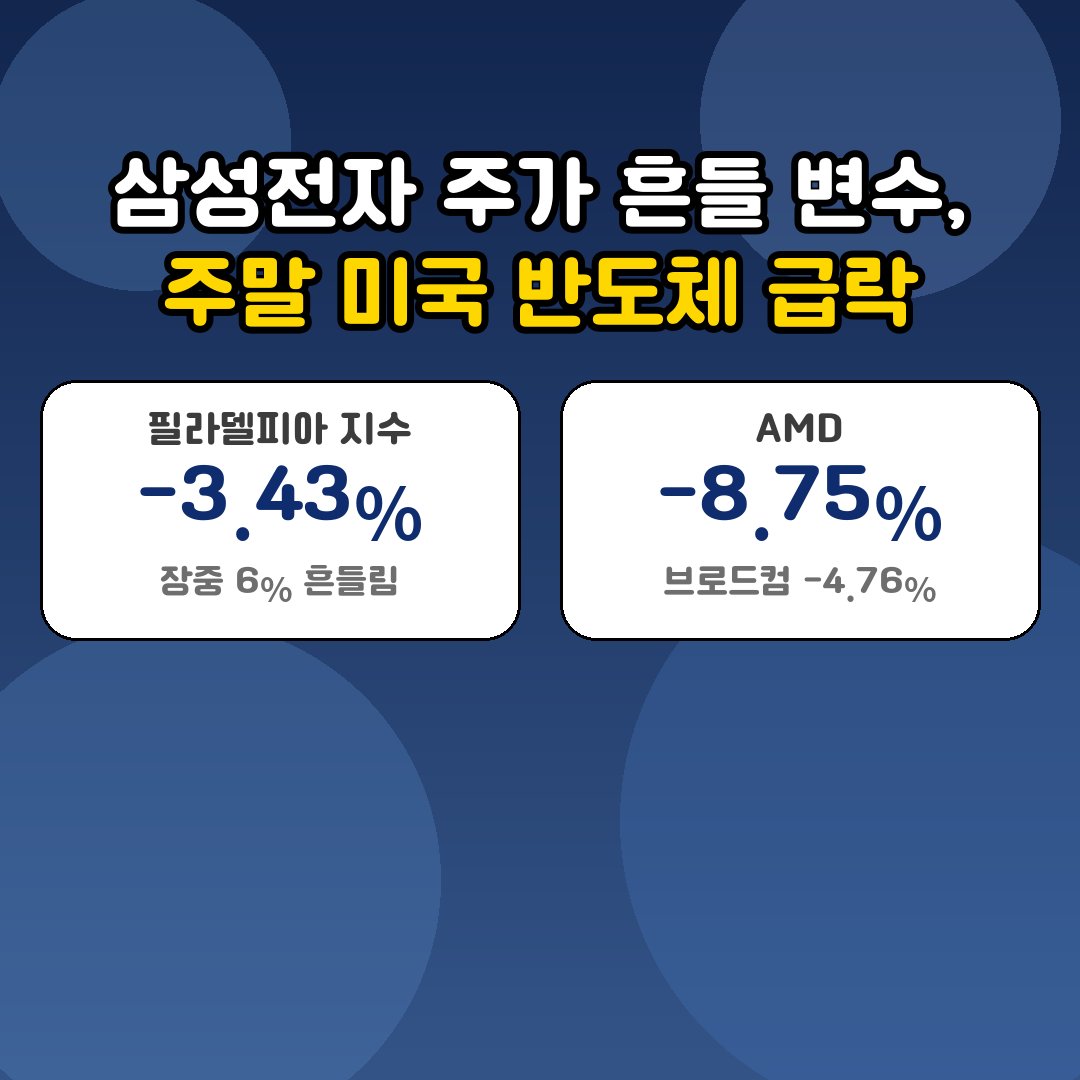 삼성전자 주가 흔들 변수,
주말 미국 반도체 급락
필라델피아 지수
-3.43%
장중 6% 흔들림
AMD
-8.75%
브로드컴 -4.76%